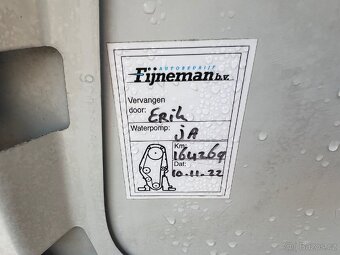 AUTOBEDRIJF
Fijneman b.v.
Vervangen
door: Erik
Waterpomp: jA
Km: 164269
Dat: 10-11-22